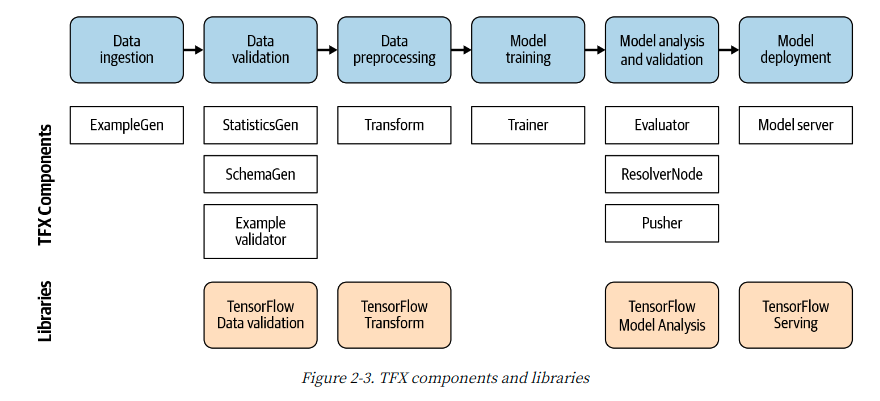 Data
ingestion
Data
validation
Data
preprocessing
Model
training
Model analysis
and validation
Model
deployment
TFX Components
ExampleGen
StatisticsGen
Transform
Trainer
Evaluator
Model server
SchemaGen
ResolverNode
Example
validator
Pusher
Libraries
TensorFlow
Data validation
TensorFlow
Transform
TensorFlow
Model Analysis
TensorFlow
Serving
Figure 2-3. TFX components and libraries